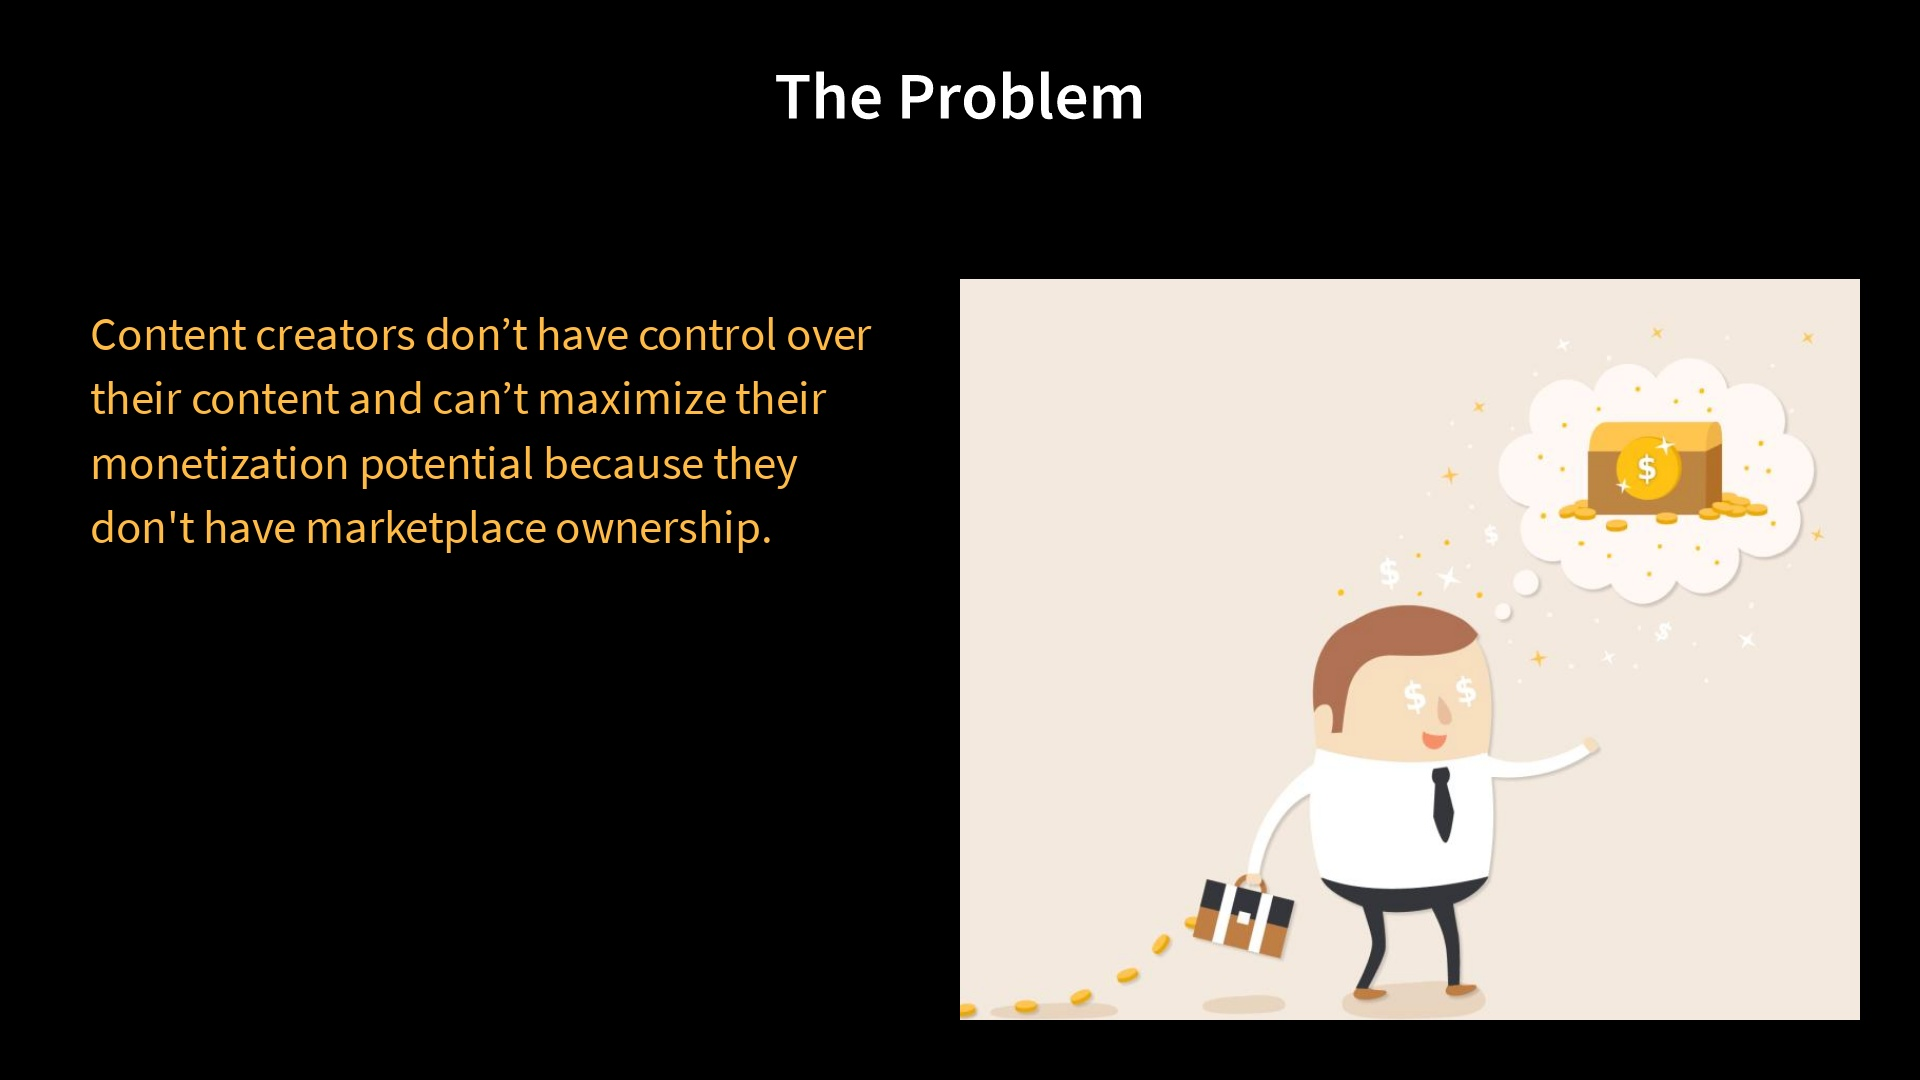 The Problem
Content creators don’t have control over
their content and can’t maximize their
monetization potential because they
don't have marketplace ownership.
$
$
$
$
$ $